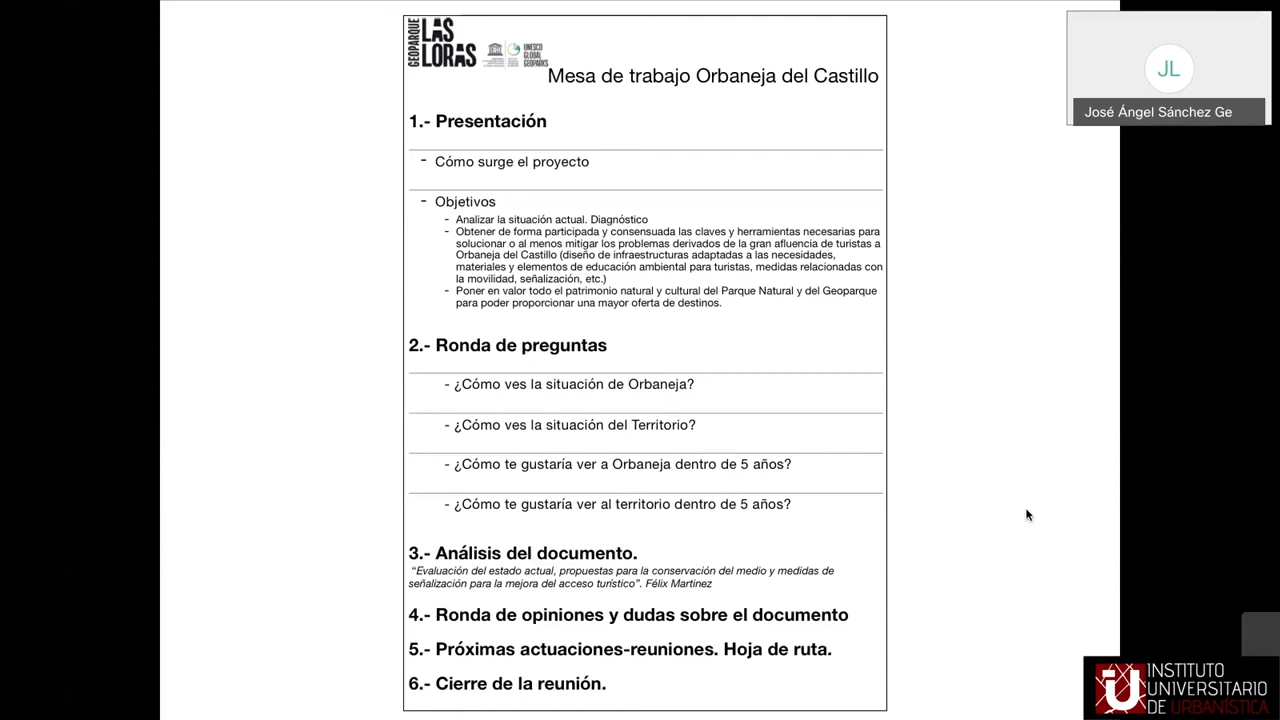 GEOPARQUE
LAS
LORAS
UNESCO
GLOBAL
GEOPARKS
Mesa de trabajo Orbaneja del Castillo
JL
José Ángel Sánchez Ge
1.- Presentación
- Cómo surge el proyecto
- Objetivos
- Analizar la situación actual. Diagnóstico
- Obtener de forma participada y consensuada las claves y herramientas necesarias para
solucionar o al menos mitigar los problemas derivados de la gran afluencia de turistas a
Orbaneja del Castillo (diseño de infraestructuras adaptadas a las necesidades,
materiales y elementos de educación ambiental para turistas, medidas relacionadas con
la movilidad, señalización, etc.)
- Poner en valor todo el patrimonio natural y cultural del Parque Natural y del Geoparque
para poder proporcionar una mayor oferta de destinos.
2.- Ronda de preguntas
- ¿Cómo ves la situación de Orbaneja?
- ¿Cómo ves la situación del Territorio?
- ¿Cómo te gustaría ver a Orbaneja dentro de 5 años?
- ¿Cómo te gustaría ver al territorio dentro de 5 años?
3.- Análisis del documento.
“Evaluación del estado actual, propuestas para la conservación del medio y medidas de
señalización para la mejora del acceso turístico”. Félix Martinez
4.- Ronda de opiniones y dudas sobre el documento
5.- Próximas actuaciones-reuniones. Hoja de ruta.
6.- Cierre de la reunión.
INSTITUTO
UNIVERSITARIO
DE URBANÍSTICA